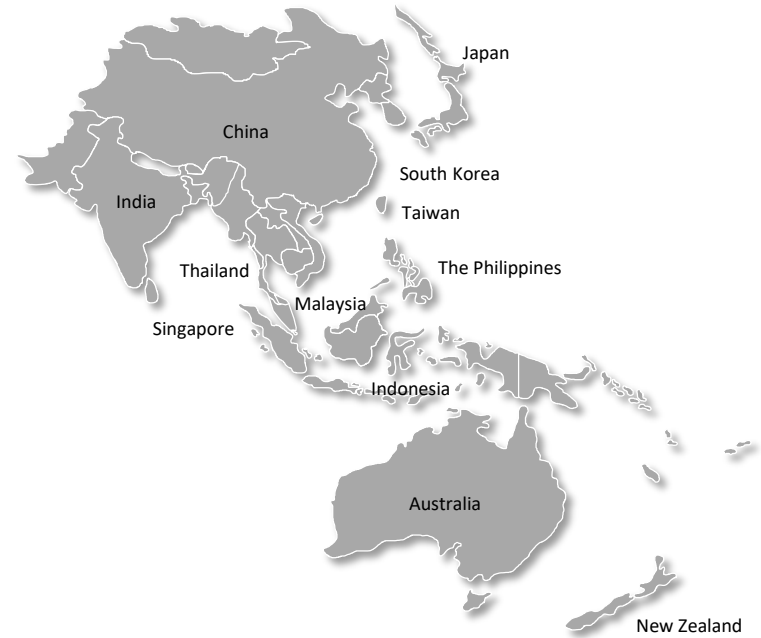 Japan
China
South Korea
India
Taiwan
The Philippines
Thailand
Malaysia
Singapore
Indonesia
Australia
New Zealand